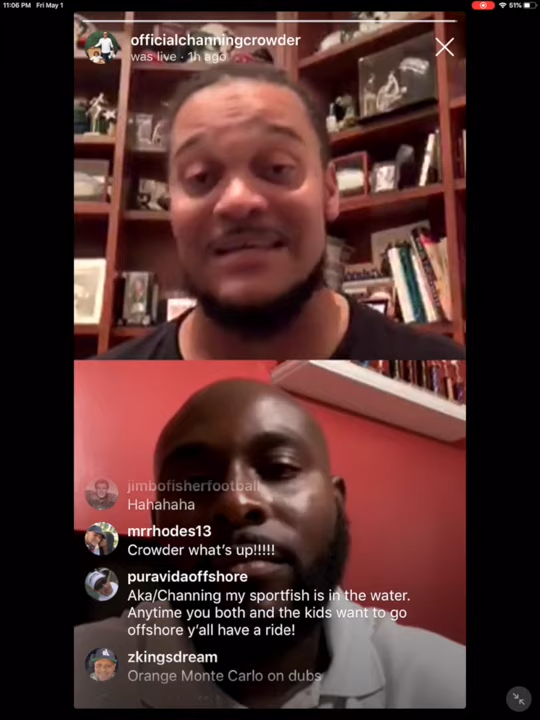 11:06 PM Fri May 1
51%
officialchanningcrowder
was live · 1h ago
jimbofisherfootball
Hahahaha
mrrhodes13
Crowder what's up!!!!!
puravidaoffshore
Aka/Channing my sportfish is in the water.
Anytime you both and the kids want to go
offshore y'all have a ride!
zkingsdream
Orange Monte Carlo on dubs